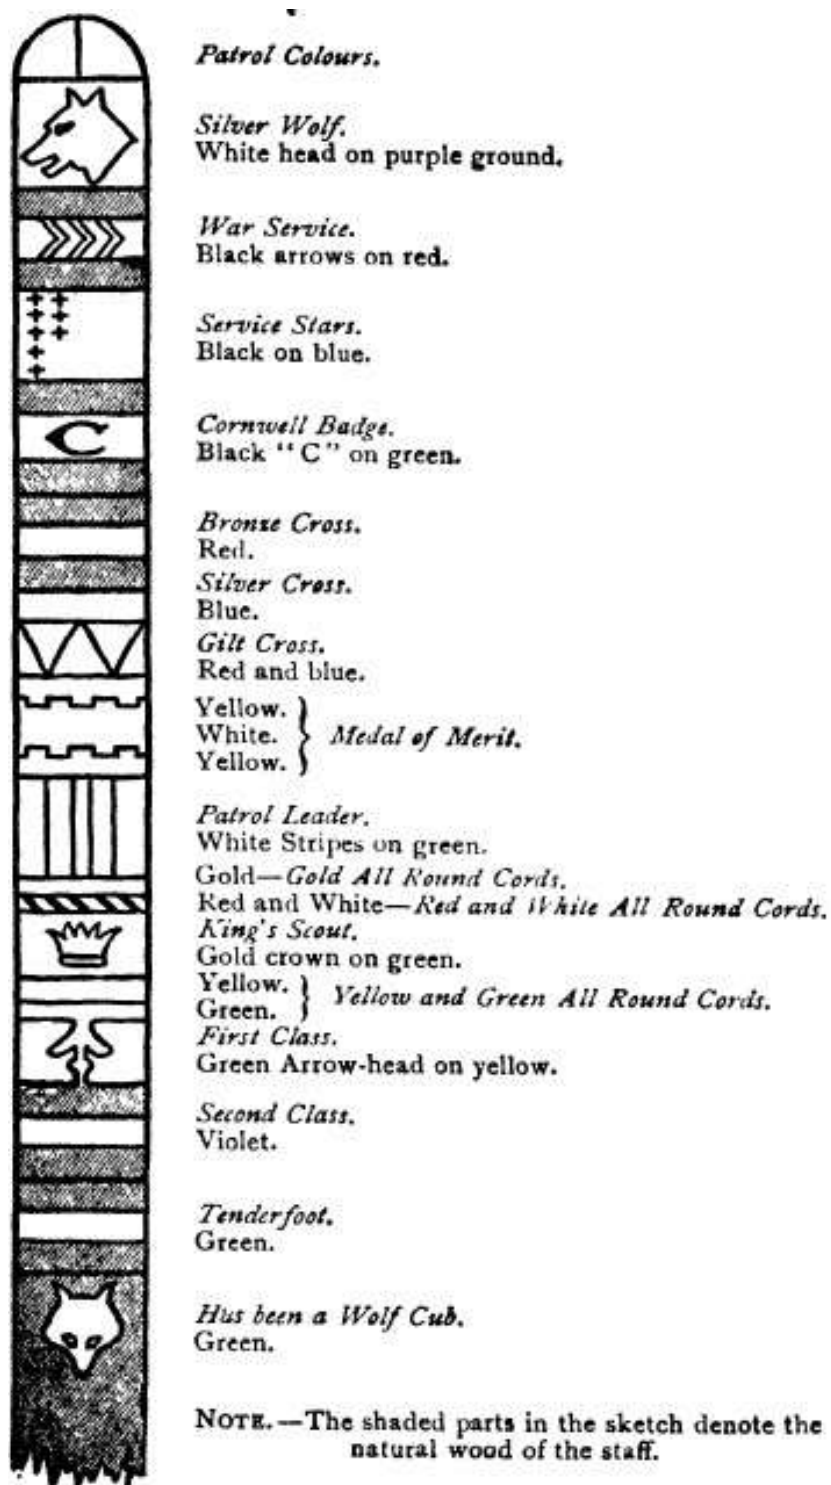 Patrol Colours.
Silver Wolf.
White head on purple ground.
War Service.
Black arrows on red.
Service Stars.
Black on blue.
C
Cornwell Badge.
Black "C" on green.
Bronze Cross.
Red.
Silver Cross.
Blue.
Gilt Cross.
Red and blue.
Yellow.
White. } Medal of Merit.
Yellow.
Patrol Leader.
White Stripes on green.
Gold—Gold All Round Cords.
Red and White—Red and White All Round Cords.
King's Scout.
Gold crown on green.
Yellow. } Yellow and Green All Round Cords.
Green.
First Class.
Green Arrow-head on yellow.
Second Class.
Violet.
Tenderfoot.
Green.
Has been a Wolf Cub.
Green.
NOTE.—The shaded parts in the sketch denote the
natural wood of the staff.